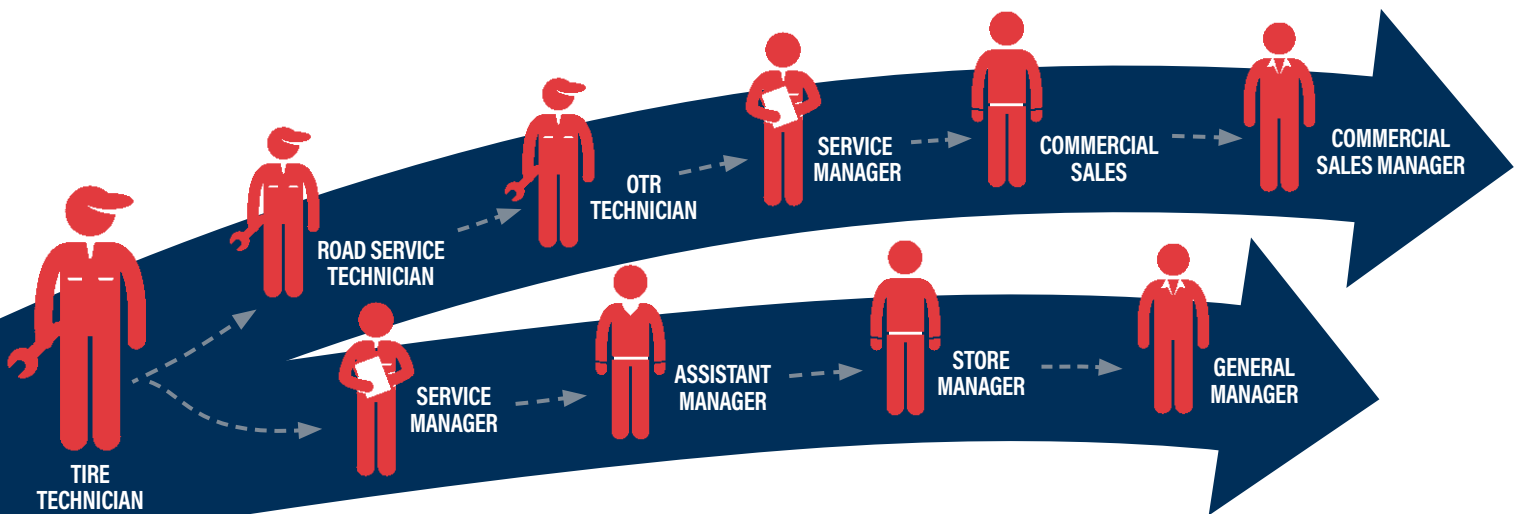 TIRE
TECHNICIAN
ROAD SERVICE
TECHNICIAN
OTR
TECHNICIAN
SERVICE
MANAGER
COMMERCIAL
SALES
COMMERCIAL
SALES MANAGER
SERVICE
MANAGER
ASSISTANT
MANAGER
STORE
MANAGER
GENERAL
MANAGER